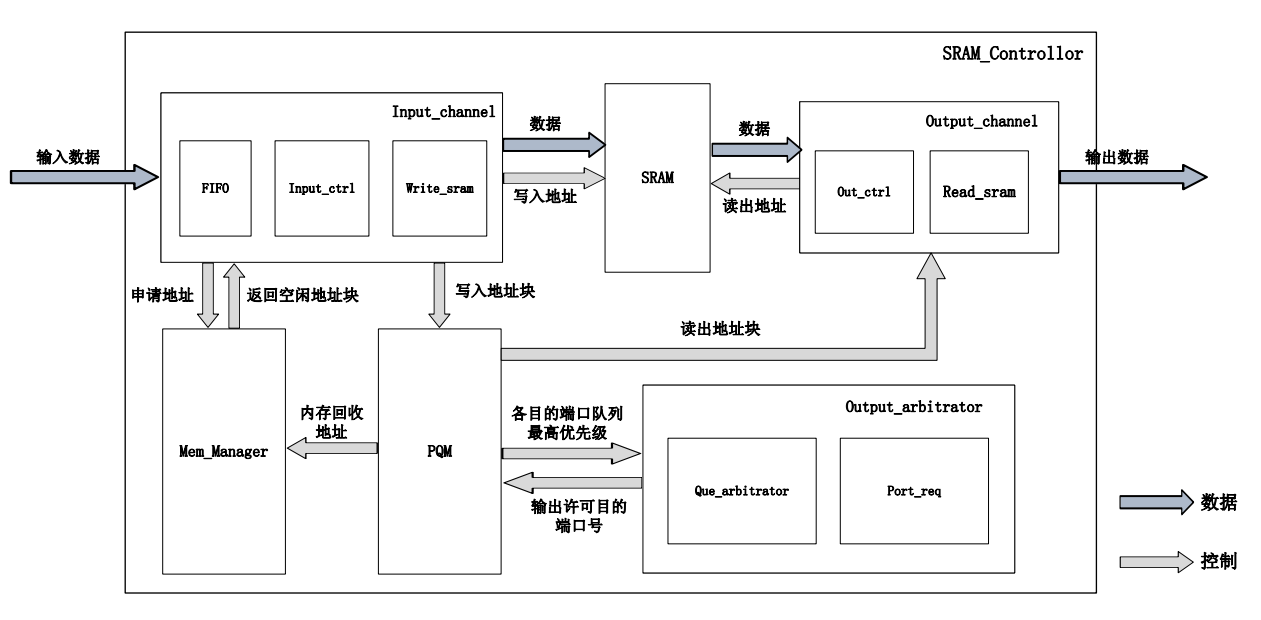 SRAM_Controllor
Input_channel
Output_channel
数据
数据
输入数据
输出数据
FIFO
Input_ctrl
Write_sram
SRAM
Out_ctrl
Read_sram
写入地址
读出地址
申请地址
返回空闲地址块
写入地址块
读出地址块
内存回收
地址
各目的端口队列
最高优先级
Output_arbitrator
Mem_Manager
PQM
Que_arbitrator
Port_req
输出许可目的
端口号
数据
控制